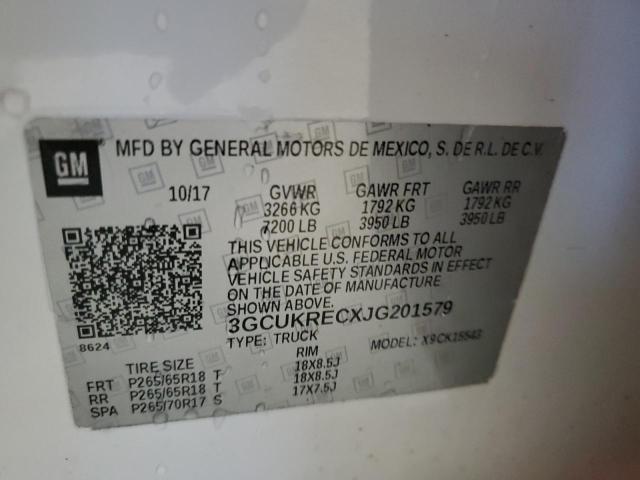 GM MFD BY GENERAL MOTORS DE MEXICO, S. DE R.L. DE C.V.
10/17 GVWR GAWR FRT GAWR RR
3266 KG 1792 KG 1792 KG
7200 LB 3950 LB 3950 LB
THIS VEHICLE CONFORMS TO ALL
APPLICABLE U.S. FEDERAL MOTOR
VEHICLE SAFETY STANDARDS IN EFFECT
ON THE DATE OF MANUFACTURE
SHOWN ABOVE.
3GCUKRECXJG201579
8624
TYPE: TRUCK MODEL: X9CK15543
TIRE SIZE RIM
FRT P265/65R18 T 18X8.5J
RR P265/65R18 T 18X8.5J
SPA P265/70R17 S 17X7.5J